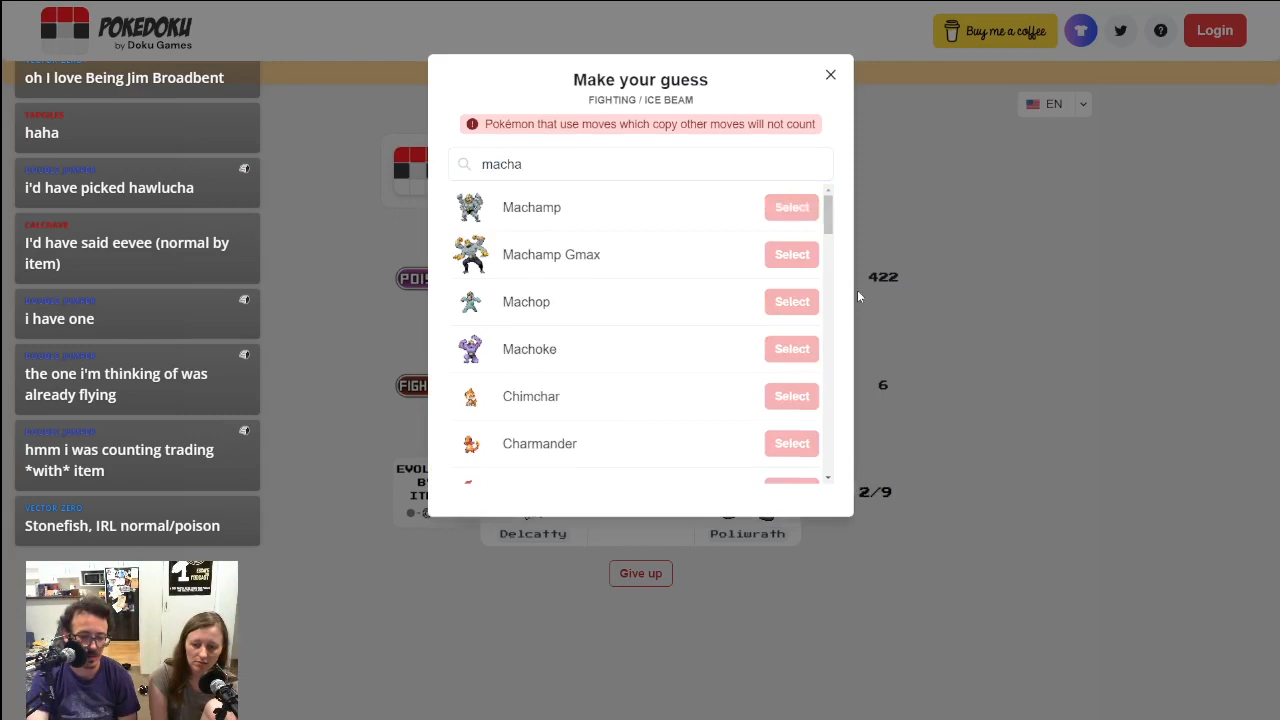 POKEDOKU
by Doku Games
Buy me a coffee
Login
oh I love Being Jim Broadbent
haha
i'd have picked hawlucha
I'd have said eevee (normal by
item)
i have one
the one i'm thinking of was
already flying
hmm i was counting trading
*with* item
VECTOR ZERO
Stonefish, IRL normal/poison
Make your guess
FIGHTING / ICE BEAM
Pokémon that use moves which copy other moves will not count
macha
Machamp
Select
Machamp Gmax
Select
Machop
Select
Machoke
Select
Chimchar
Select
Charmander
Select
EN
POIS
422
FIGH
6
EVOL
B
IT
2/9
Delcatty
Poliwrath
Give up